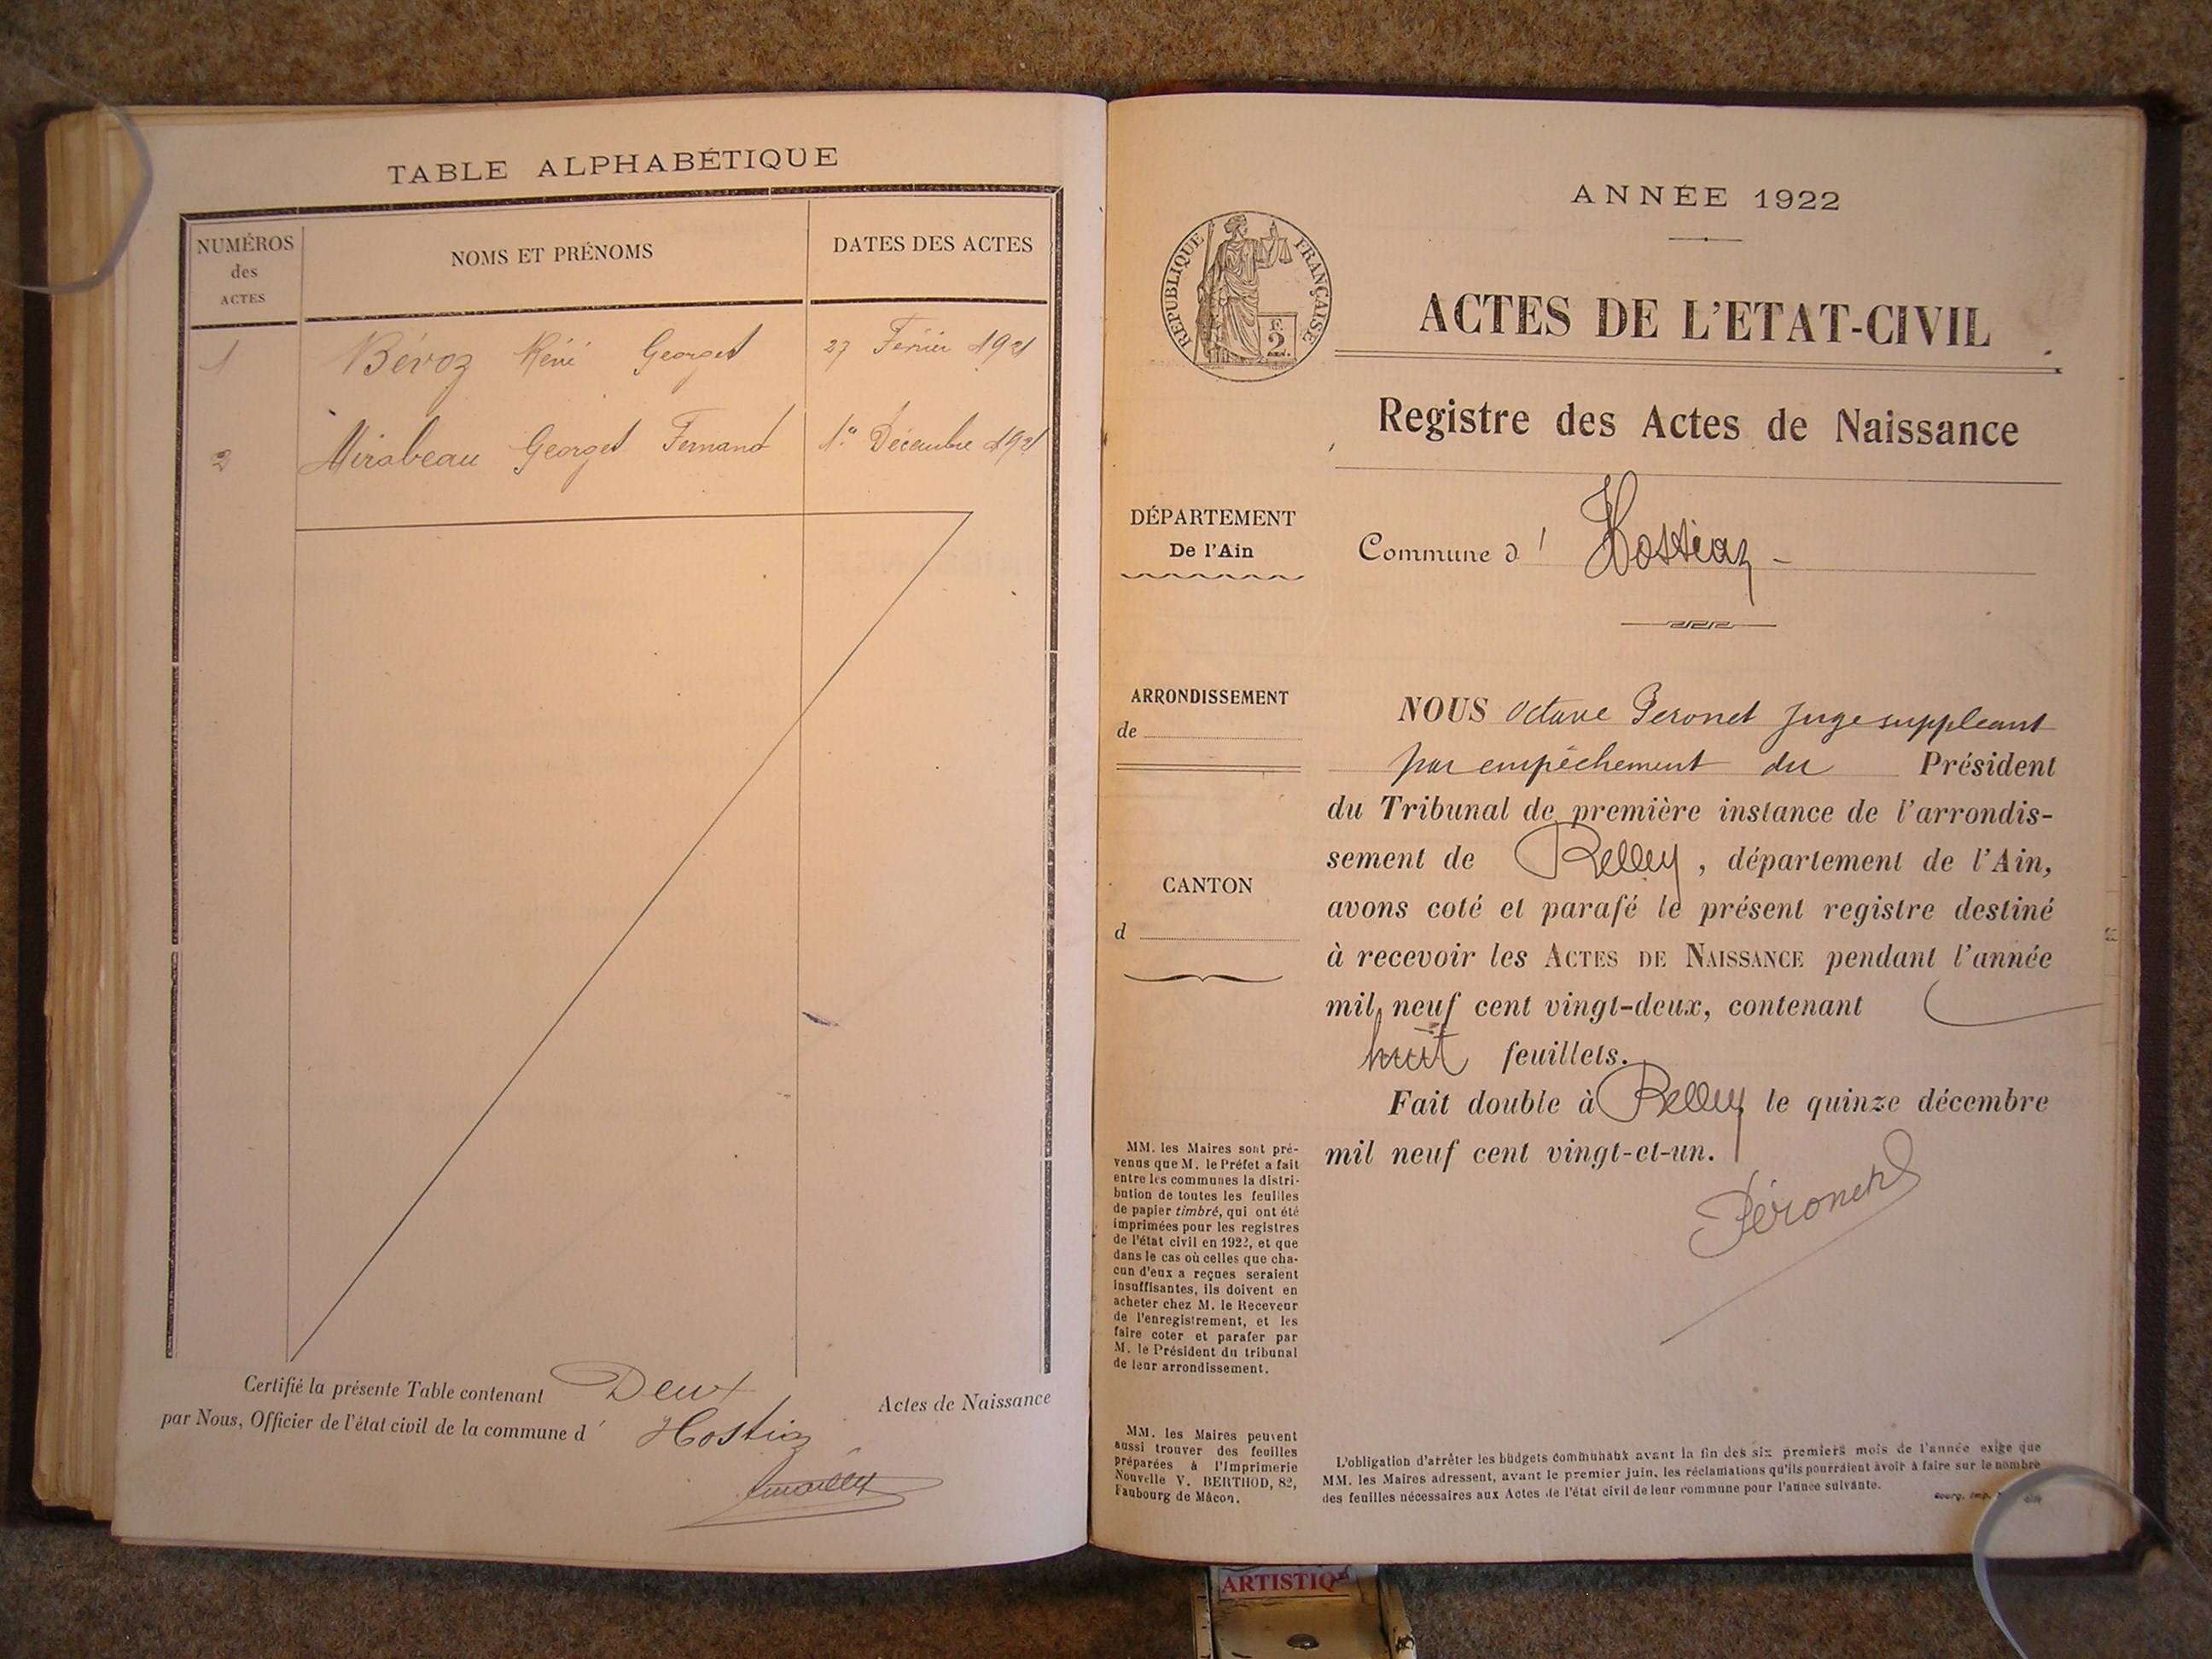 TABLE ALPHABÉTIQUE
NUMÉROS
des
ACTES
NOMS ET PRÉNOMS
DATES DES ACTES
1 Bévoz Réné Georges 27 Férier 1921
2 Mirabeau Georges Fernand 1er Décembre 1921
Certifié la présente Table contenant Deux Actes de Naissance
par Nous, Officier de l'état civil de la commune d' Hostiaz
ANNÉE 1922
RÉPUBLIQUE FRANÇAISE
2
ACTES DE L'ETAT-CIVIL
Registre des Actes de Naissance
DÉPARTEMENT
De l'Ain
Commune d' Hostiaz -
ARRONDISSEMENT
de
CANTON
d
NOUS Octave Peronet Juge suppleant
par empêchement du Président
du Tribunal de première instance de l'arrondis-
sement de Belley, département de l'Ain,
avons coté et parafé le présent registre destiné
à recevoir les ACTES DE NAISSANCE pendant l'année
mil neuf cent vingt-deux, contenant
huit feuillets.
Fait double à Belley le quinze décembre
mil neuf cent vingt-et-un.
Péronet
MM. les Maires sont pré-
venus que M. le Préfet a fait
entre les communes la distri-
bution de toutes les feuilles
de papier timbré, qui ont été
imprimées pour les registres
de l'état civil en 1922, et que
dans le cas où celles que cha-
cun d'eux a reçues seraient
insuffisantes, ils doivent en
acheter chez M. le Receveur
de l'enregistrement, et les
faire coter et parafer par
M. le Président du tribunal
de leur arrondissement.
MM. les Maires peuvent
aussi trouver des feuilles
préparées à l'Imprimerie
Nouvelle V. BERTHOD, 82,
Faubourg de Mâcon.
L'obligation d'arrêter les budgets communaux avant la fin des six premiers mois de l'année exige que
MM. les Maires adressent, avant le premier juin, les réclamations qu'ils pourraient avoir à faire sur le nombre
des feuilles nécessaires aux Actes de l'état civil de leur commune pour l'année suivante.
Bourg, Imp.
ARTISTIQ